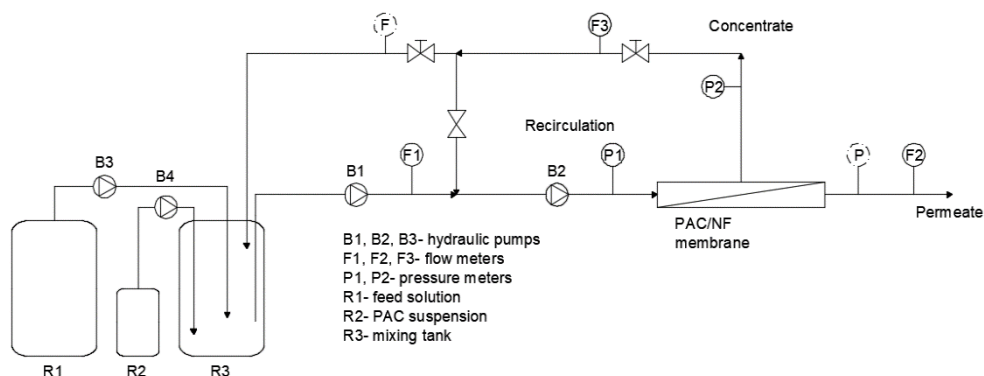 F
F3
Concentrate
P2
Recirculation
B3
B4
B1
F1
B2
P1
P
F2
PAC/NF
membrane
Permeate
B1, B2, B3- hydraulic pumps
F1, F2, F3- flow meters
P1, P2- pressure meters
R1- feed solution
R2- PAC suspension
R3- mixing tank
R1
R2
R3